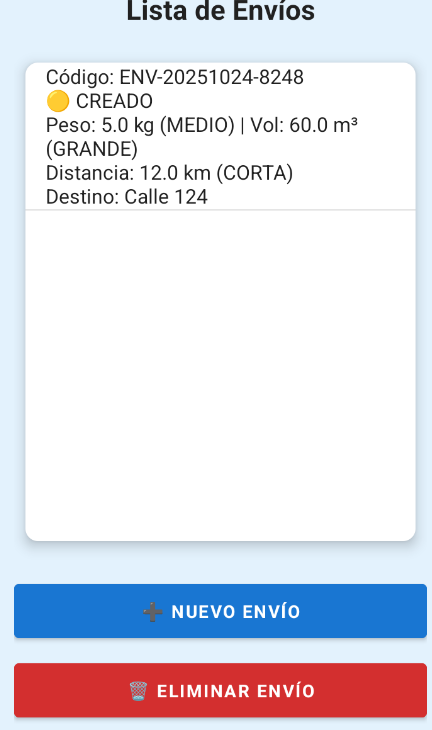 Lista de Envíos
Código: ENV-20251024-8248
🟡 CREADO
Peso: 5.0 kg (MEDIO) | Vol: 60.0 m³
(GRANDE)
Distancia: 12.0 km (CORTA)
Destino: Calle 124
➕ NUEVO ENVÍO
🗑️ ELIMINAR ENVÍO